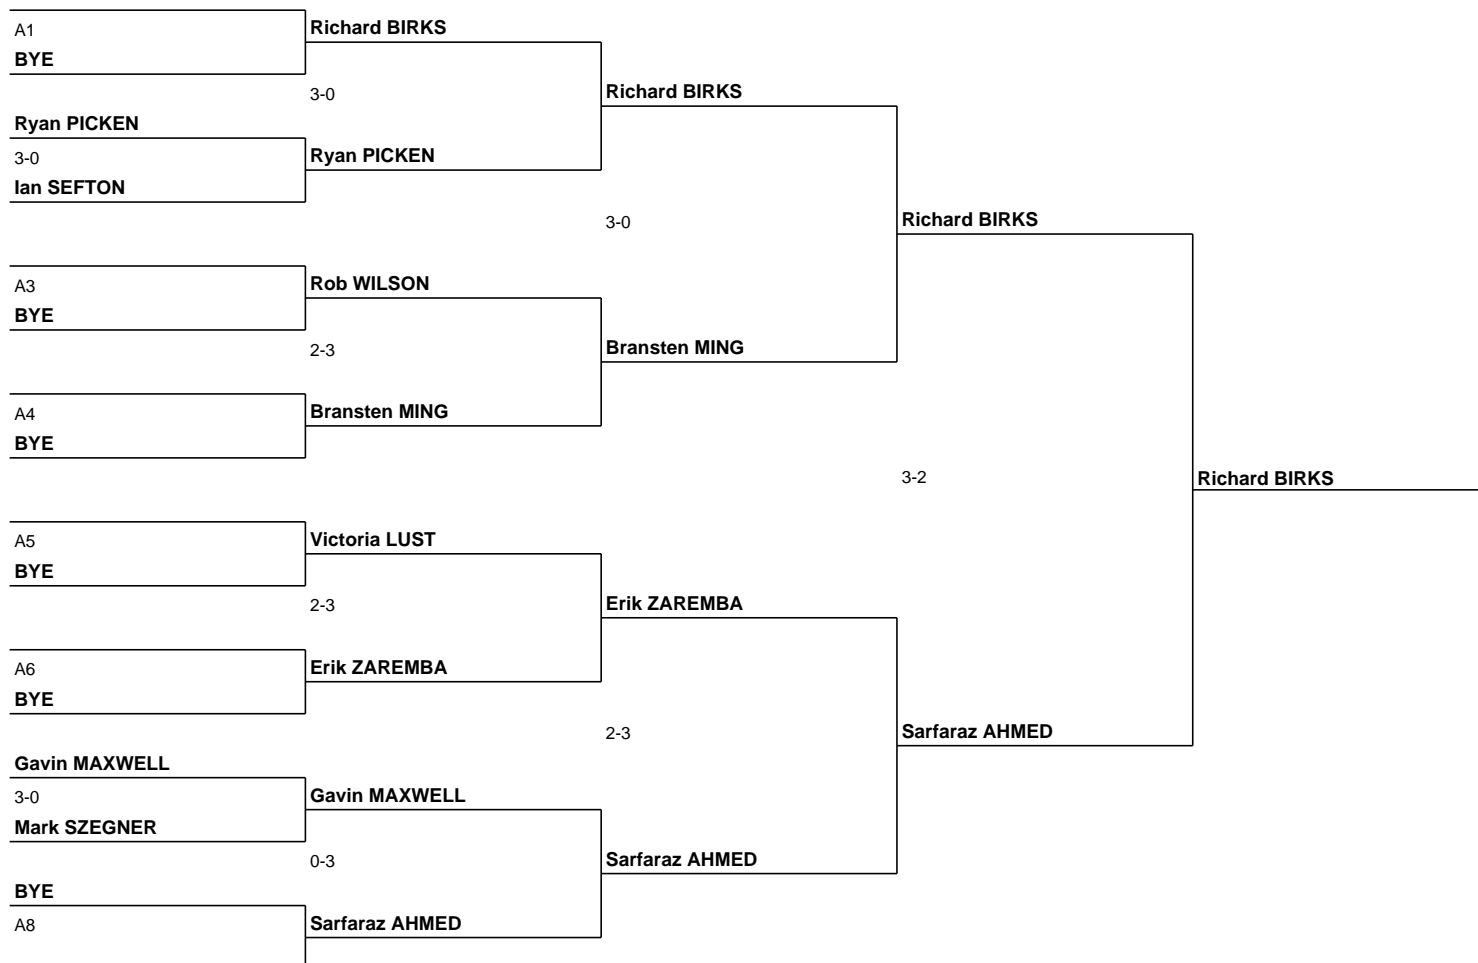 A1
BYE
Richard BIRKS
3-0
Richard BIRKS
Ryan PICKEN
3-0
Ian SEFTON
Ryan PICKEN
3-0
Richard BIRKS
A3
BYE
Rob WILSON
2-3
Bransten MING
A4
BYE
Bransten MING
3-2
Richard BIRKS
A5
BYE
Victoria LUST
2-3
Erik ZAREMBA
A6
BYE
Erik ZAREMBA
2-3
Sarfaraz AHMED
Gavin MAXWELL
3-0
Mark SZEGNER
Gavin MAXWELL
0-3
Sarfaraz AHMED
BYE
A8
Sarfaraz AHMED